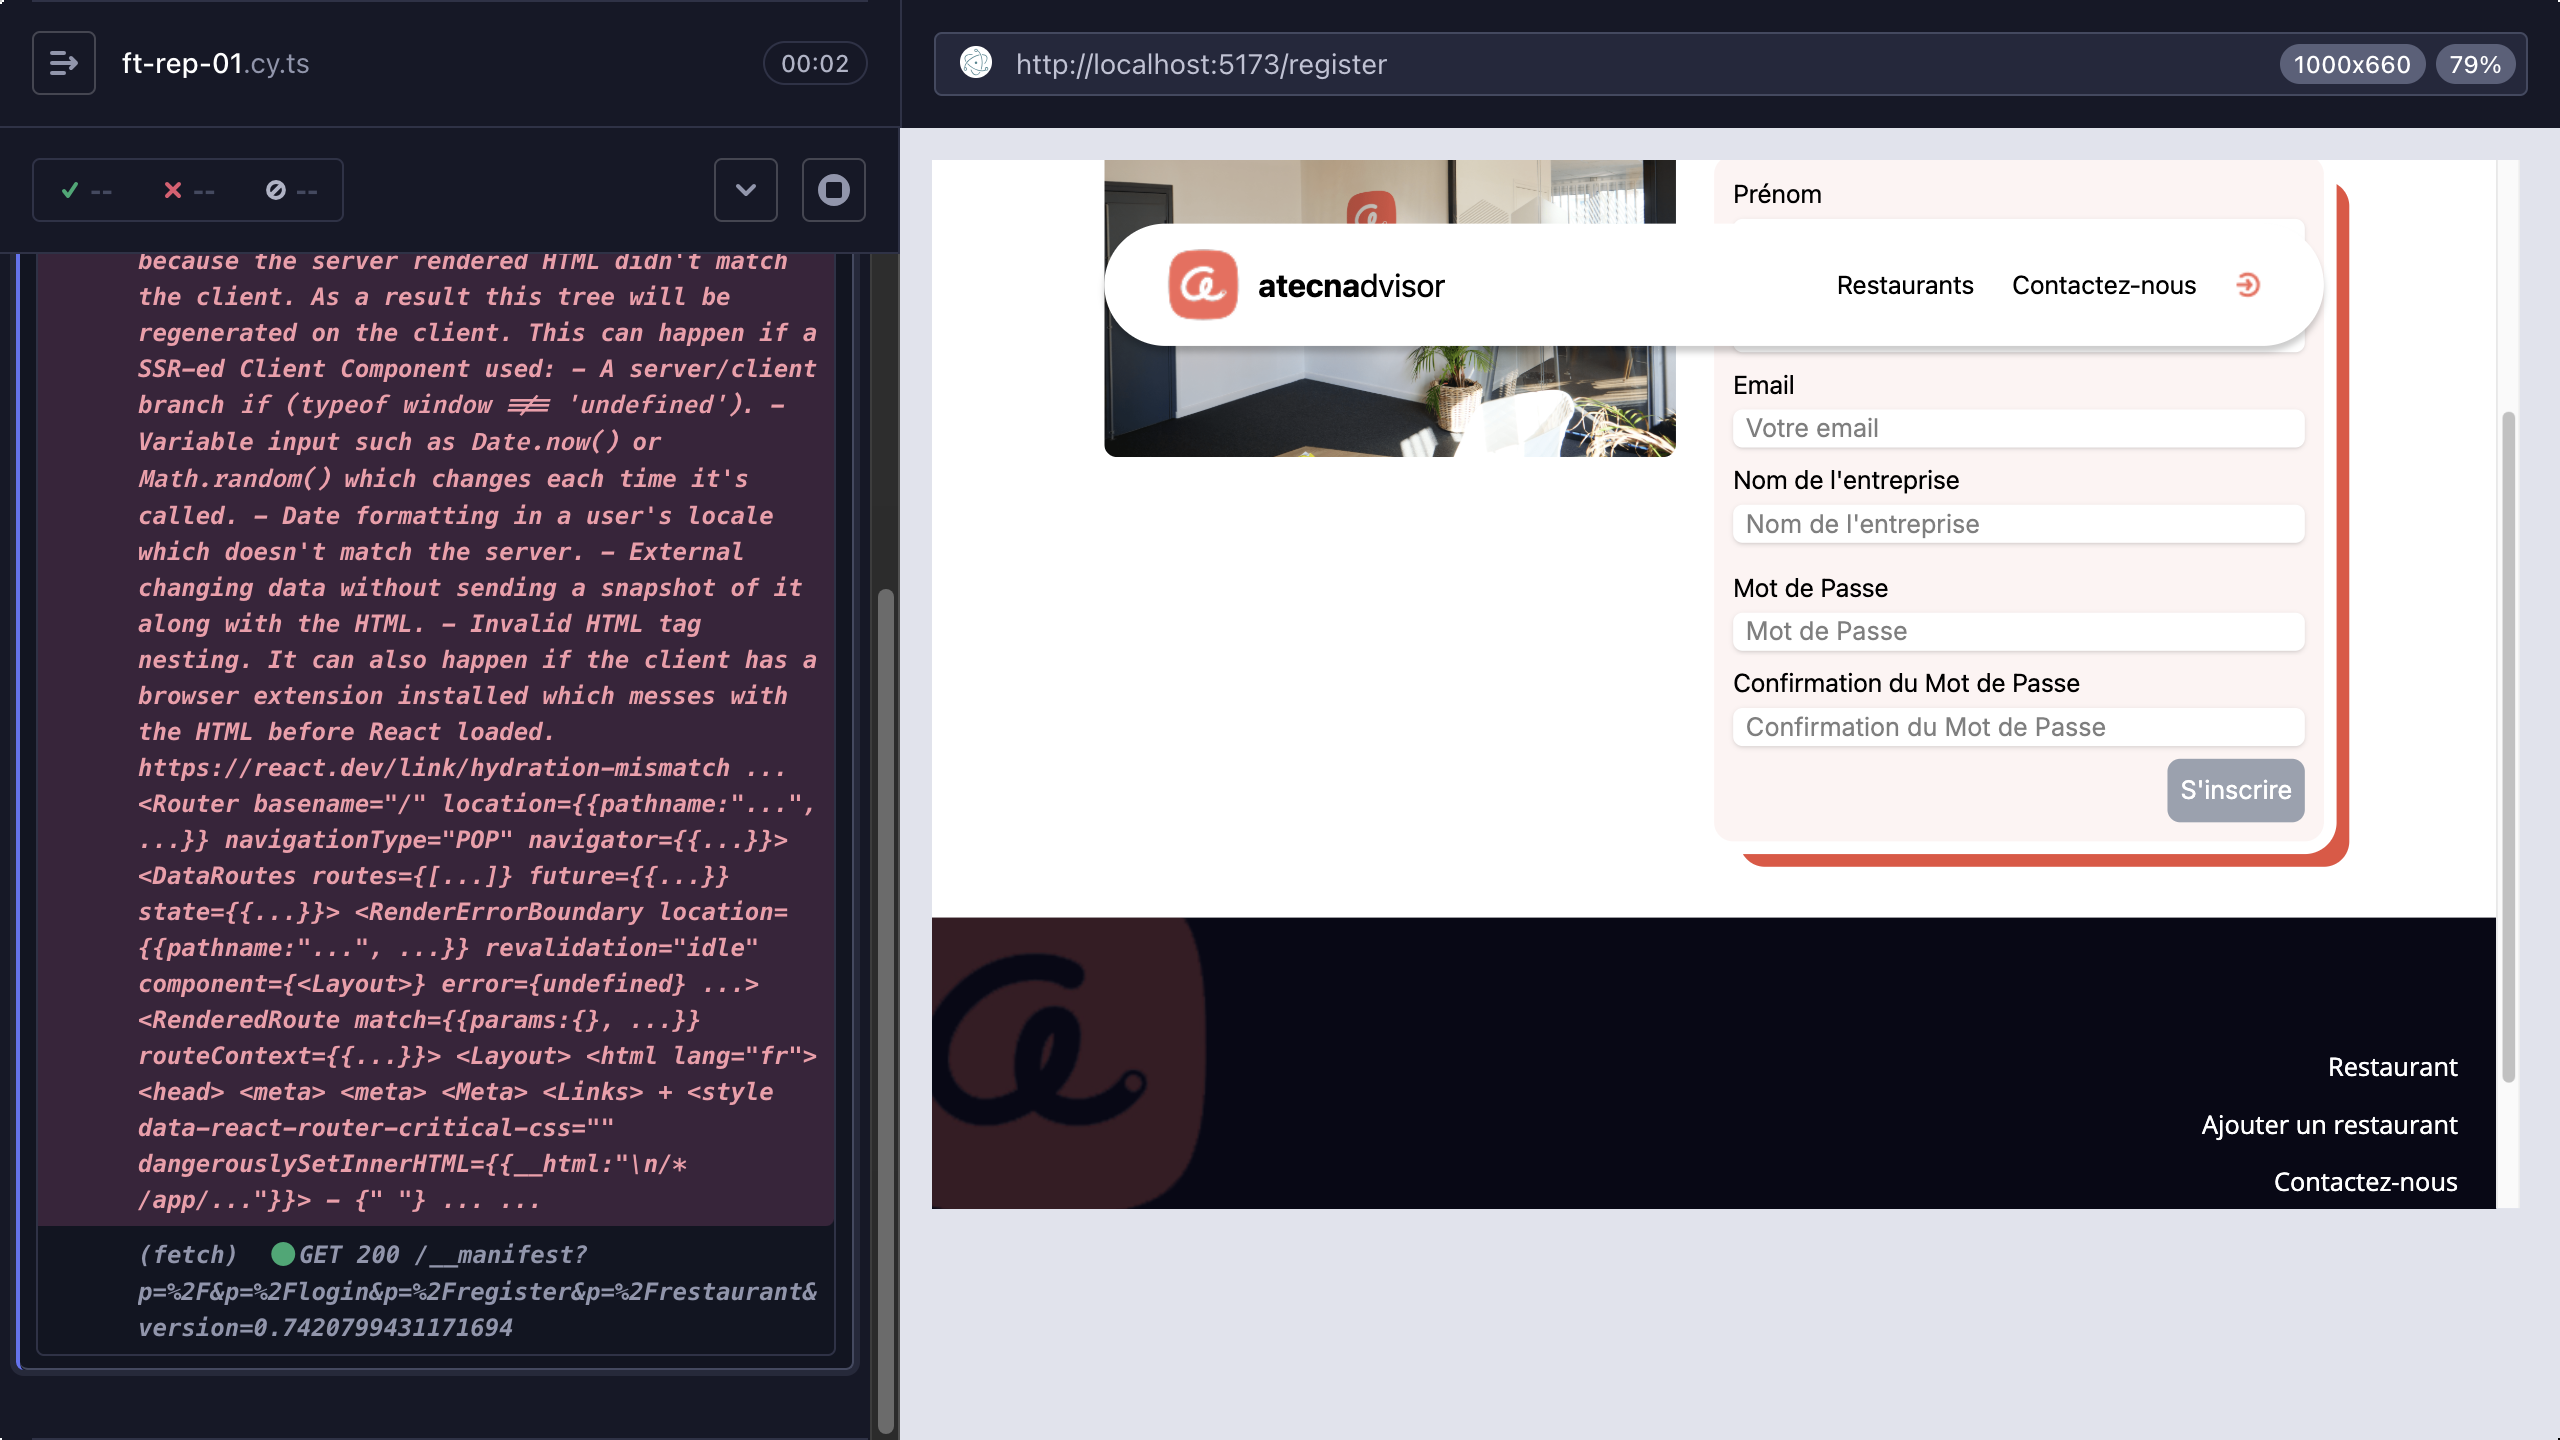 ft-rep-01.cy.ts
00:02
-- -- --
because the server rendered HTML didn't match
the client. As a result this tree will be
regenerated on the client. This can happen if a
SSR-ed Client Component used: - A server/client
branch if (typeof window !== 'undefined'). -
Variable input such as Date.now() or
Math.random() which changes each time it's
called. - Date formatting in a user's locale
which doesn't match the server. - External
changing data without sending a snapshot of it
along with the HTML. - Invalid HTML tag
nesting. It can also happen if the client has a
browser extension installed which messes with
the HTML before React loaded.
https://react.dev/link/hydration-mismatch ...
<Router basename="/" location={{pathname:"...",
...}} navigationType="POP" navigator={{...}}>
<DataRoutes routes={[...]} future={{...}}
state={{...}}> <RenderErrorBoundary location=
{{pathname:"...", ...}} revalidation="idle"
component={<Layout>} error={undefined} ...>
<RenderedRoute match={{params:{}, ...}}
routeContext={{...}}> <Layout> <html lang="fr">
<head> <meta> <meta> <Meta> <Links> + <style
data-react-router-critical-css=""
dangerouslySetInnerHTML={{__html:"\n/*
/app/..."}}> - {" "} ... ...
(fetch) GET 200 /__manifest?
p=%2F&p=%2Flogin&p=%2Fregister&p=%2Frestaurant&
version=0.7420799431171694
http://localhost:5173/register
1000x660
79%
Prénom
atecnadvisor
Restaurants
Contactez-nous
Email
Votre email
Nom de l'entreprise
Nom de l'entreprise
Mot de Passe
Mot de Passe
Confirmation du Mot de Passe
Confirmation du Mot de Passe
S'inscrire
Restaurant
Ajouter un restaurant
Contactez-nous